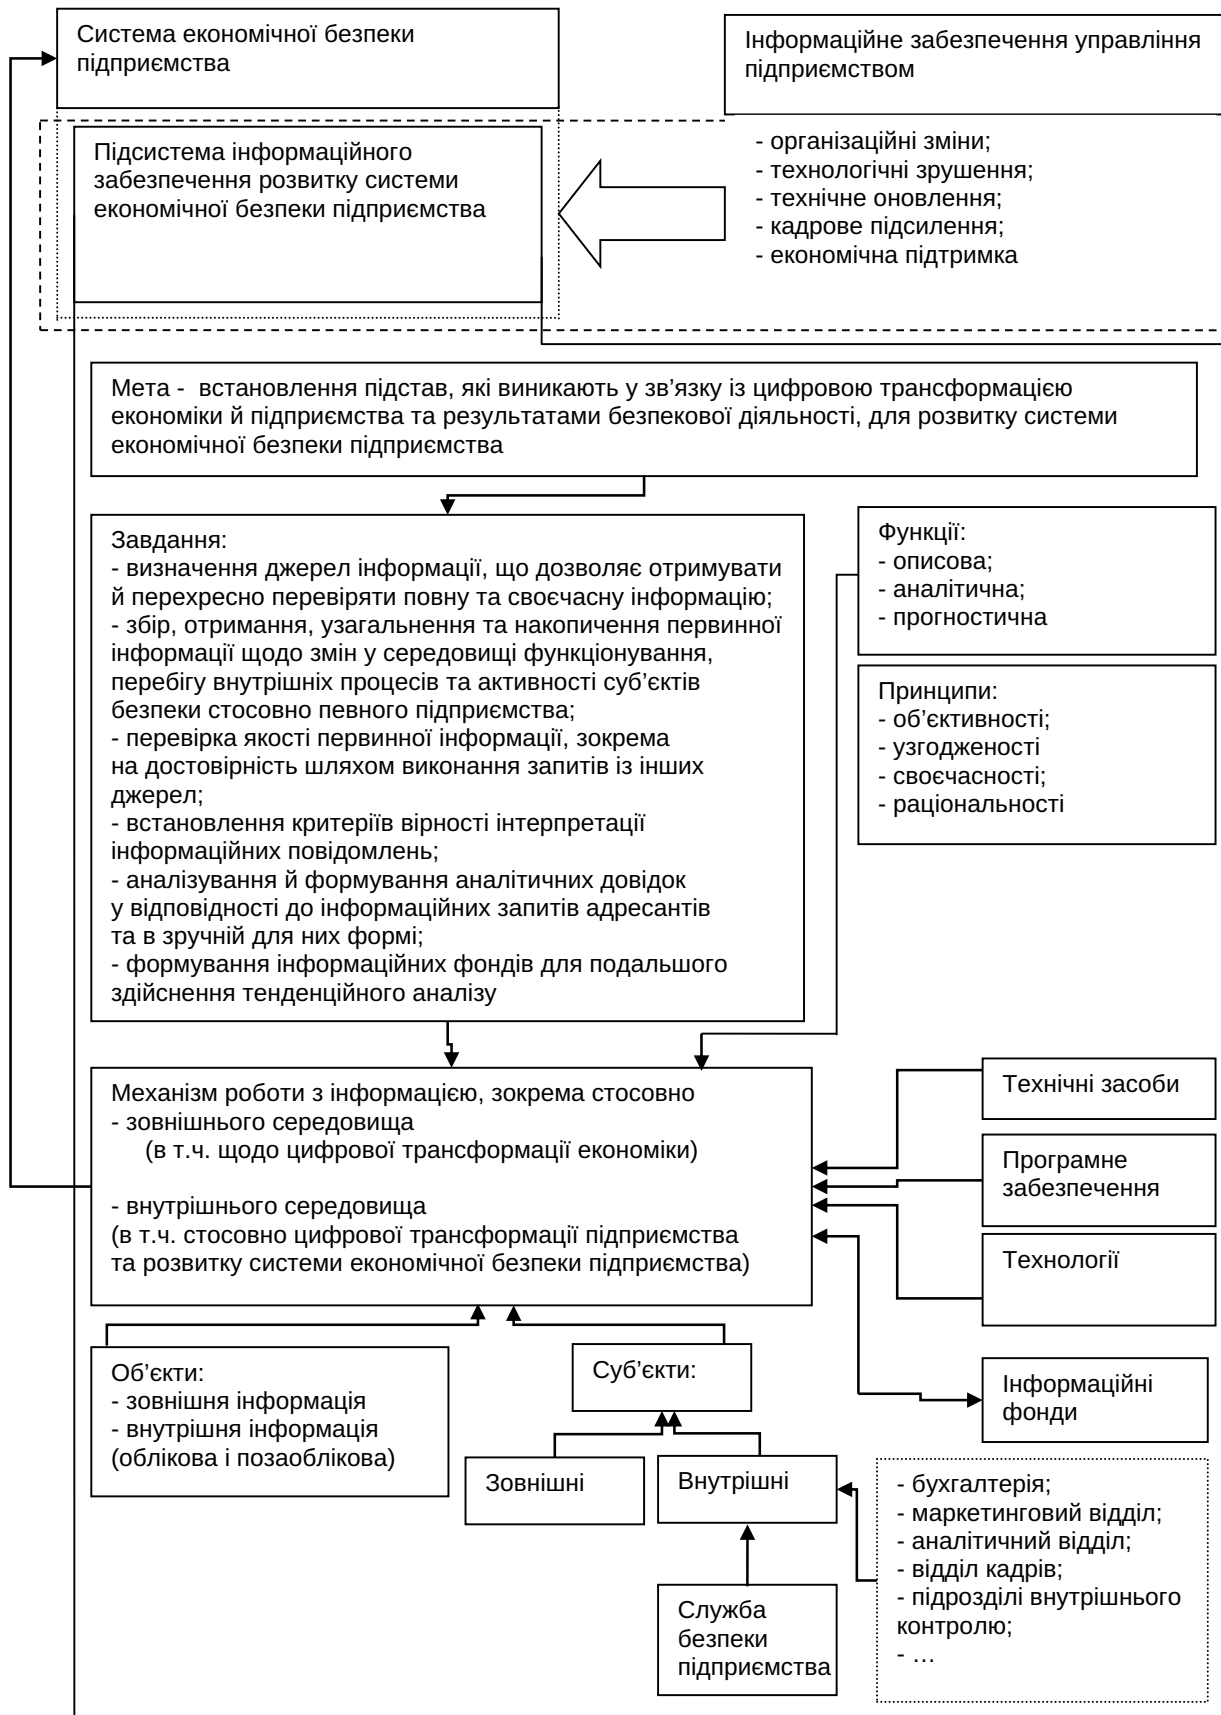 Система економічної безпеки
підприємства
Інформаційне забезпечення управління
підприємством
Підсистема інформаційного
забезпечення розвитку системи
економічної безпеки підприємства
- організаційні зміни;
- технологічні зрушення;
- технічне оновлення;
- кадрове підсилення;
- економічна підтримка
Мета -  встановлення підстав, які виникають у зв’язку із цифровою трансформацією
економіки й підприємства та результатами безпекової діяльності, для розвитку системи
економічної безпеки підприємства
Завдання:
- визначення джерел інформації, що дозволяє отримувати
й перехресно перевіряти повну та своєчасну інформацію;
- збір, отримання, узагальнення та накопичення первинної
інформації щодо змін у середовищі функціонування,
перебігу внутрішніх процесів та активності суб’єктів
безпеки стосовно певного підприємства;
- перевірка якості первинної інформації, зокрема
на достовірність шляхом виконання запитів із інших
джерел;
- встановлення критеріїв вірності інтерпретації
інформаційних повідомлень;
- аналізування й формування аналітичних довідок
у відповідності до інформаційних запитів адресантів
та в зручній для них формі;
- формування інформаційних фондів для подальшого
здійснення тенденційного аналізу
Функції:
- описова;
- аналітична;
- прогностична
Принципи:
- об’єктивності;
- узгодженості
- своєчасності;
- раціональності
Механізм роботи з інформацією, зокрема стосовно
- зовнішнього середовища
(в т.ч. щодо цифрової трансформації економіки)
- внутрішнього середовища
(в т.ч. стосовно цифрової трансформації підприємства
та розвитку системи економічної безпеки підприємства)
Технічні засоби
Програмне
забезпечення
Технології
Інформаційні
фонди
Об’єкти:
- зовнішня інформація
- внутрішня інформація
(облікова і позаоблікова)
Суб’єкти:
Зовнішні
Внутрішні
Служба
безпеки
підприємства
- бухгалтерія;
- маркетинговий відділ;
- аналітичний відділ;
- відділ кадрів;
- підрозділі внутрішнього
контролю;
- …